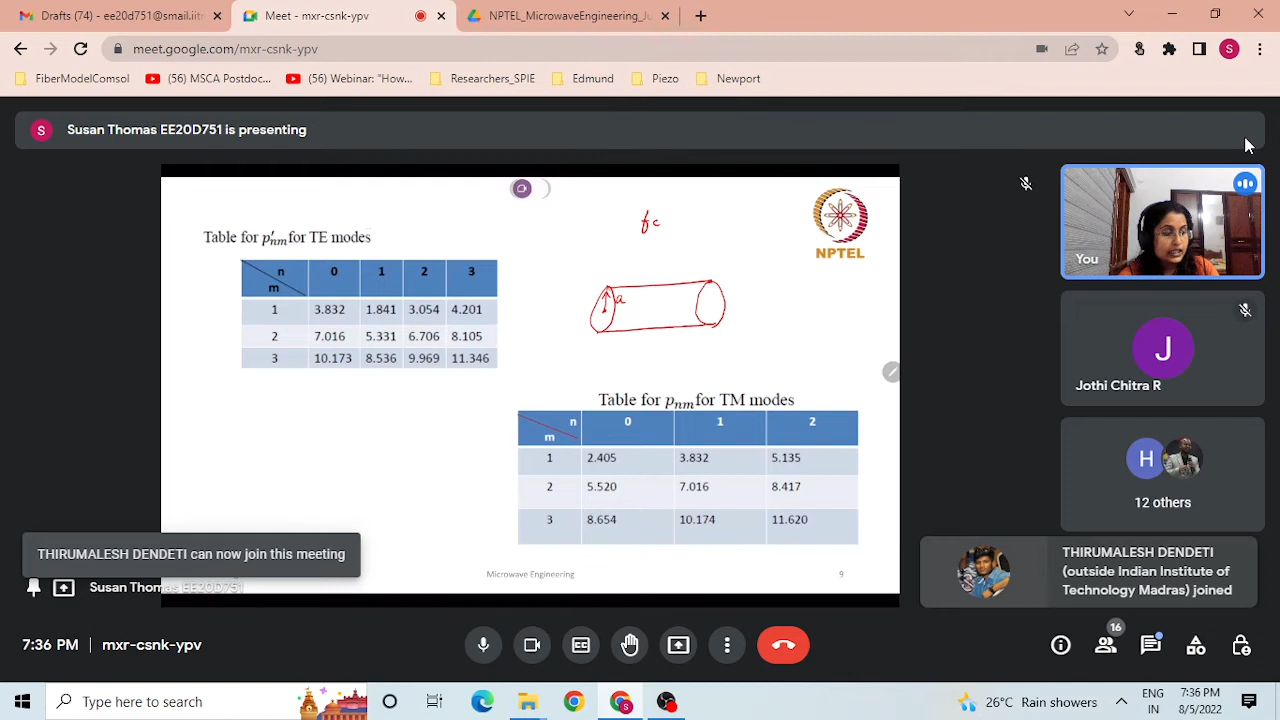 Drafts (74) - ee20d751@smail.iitm
Meet - mxr-csnk-ypv
NPTEL_MicrowaveEngineering_Ju
meet.google.com/mxr-csnk-ypv
FiberModelComsol
(56) MSCA Postdoc...
(56) Webinar: "How...
Researchers_SPIE
Edmund
Piezo
Newport
S
Susan Thomas EE20D751 is presenting
Table for p′nm for TE modes
n 0 1 2 3
m
1 3.832 1.841 3.054 4.201
2 7.016 5.331 6.706 8.105
3 10.173 8.536 9.969 11.346
fc
a
NPTEL
Table for pnm for TM modes
n 0 1 2
m
1 2.405 3.832 5.135
2 5.520 7.016 8.417
3 8.654 10.174 11.620
Microwave Engineering 9
You
J
Jothi Chitra R
H
12 others
THIRUMALESH DENDETI
(outside Indian Institute of
Technology Madras) joined
THIRUMALESH DENDETI can now join this meeting
Susan Thomas EE20D751
7:36 PM | mxr-csnk-ypv
16
Type here to search
26°C Rain showers
ENG
IN
7:36 PM
8/5/2022